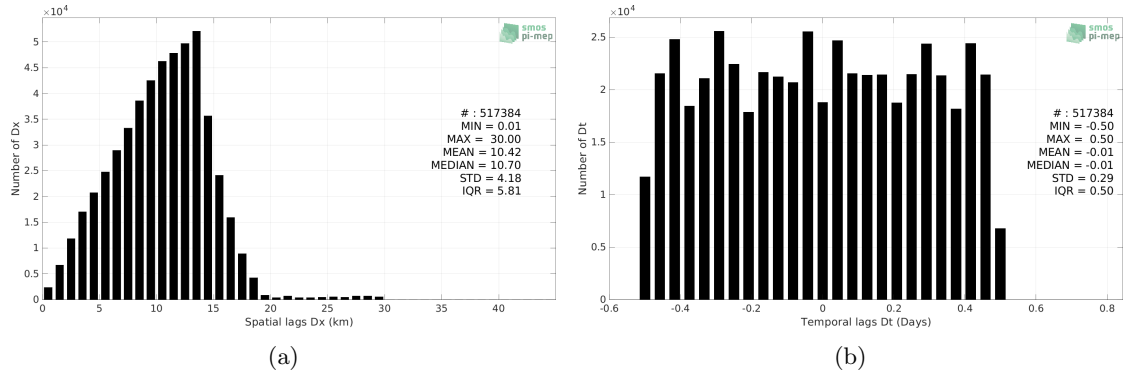 ×10⁴
5
4.5
4
3.5
3
2.5
2
1.5
1
0.5
0
Number of Dx
smos
pi-mep
# : 517384
MIN = 0.01
MAX = 30.00
MEAN = 10.42
MEDIAN = 10.70
STD = 4.18
IQR = 5.81
0 5 10 15 20 25 30 35 40
Spatial lags Dx (km)
(a)
×10⁴
2.5
2
1.5
1
0.5
0
Number of Dt
smos
pi-mep
# : 517384
MIN = -0.50
MAX = 0.50
MEAN = -0.01
MEDIAN = -0.01
STD = 0.29
IQR = 0.50
-0.6 -0.4 -0.2 0 0.2 0.4 0.6 0.8
Temporal lags Dt (Days)
(b)